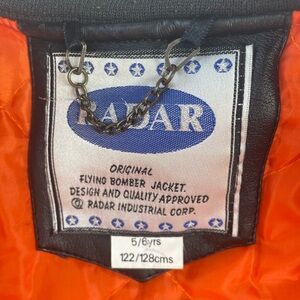 RADAR
ORIGINAL
FLYING BOMBER JACKET.
DESIGN AND QUALITY APPROVED
RADAR INDUSTRIAL CORP.
5/6yrs
122/128cms